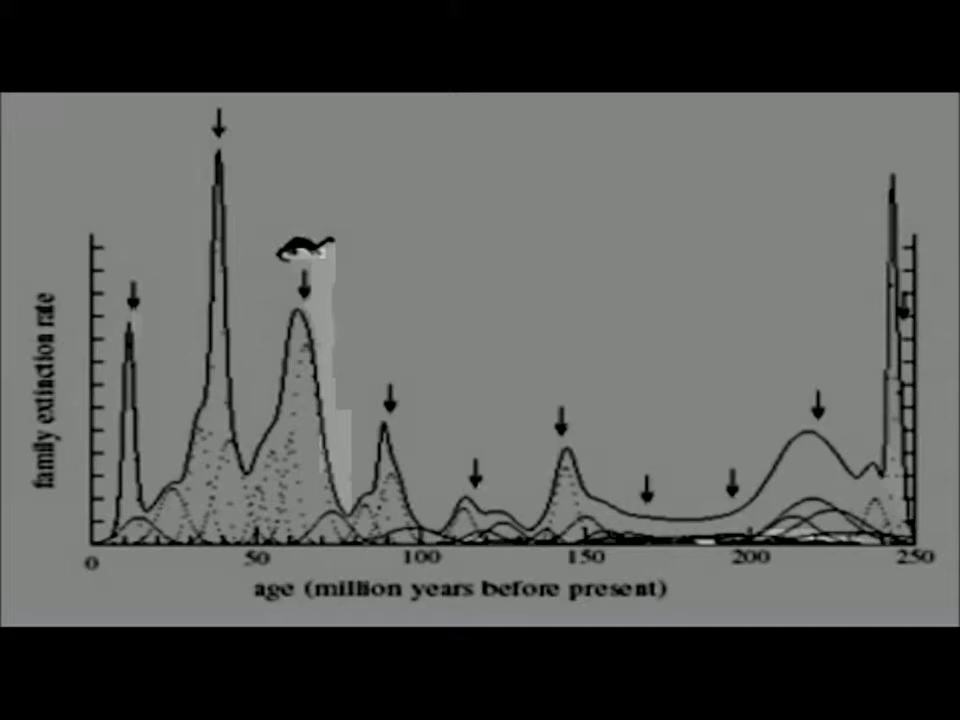 family extinction rate
0 50 100 150 200 250
age (million years before present)